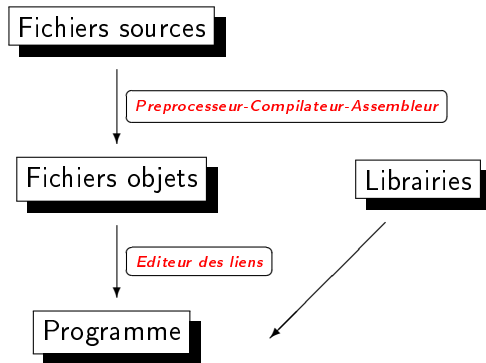 Fichiers sources
Preprocesseur-Compilateur-Assembleur
Fichiers objets
Librairies
Editeur des liens
Programme